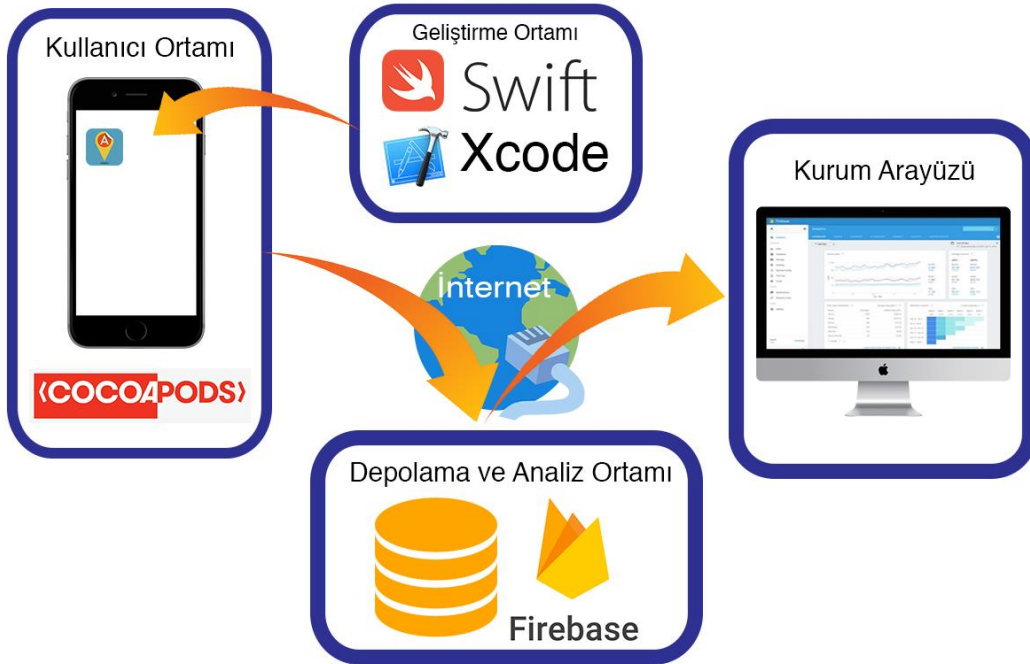 Kullanıcı Ortamı
A
‹COCOAPODS›
Geliştirme Ortamı
Swift
Xcode
İnternet
Kurum Arayüzü
Depolama ve Analiz Ortamı
Firebase